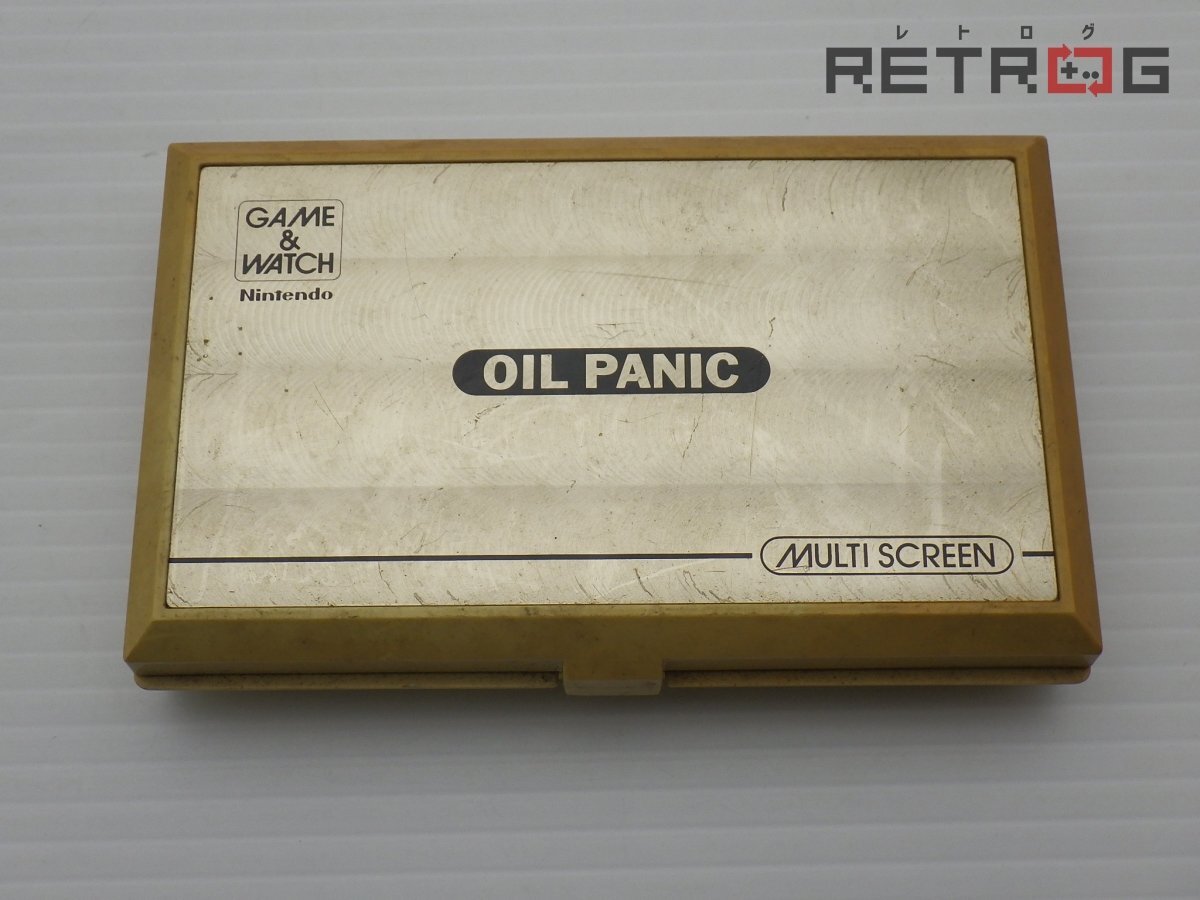 レトログ
RETROG
GAME
&
WATCH
Nintendo
OIL PANIC
MULTI SCREEN